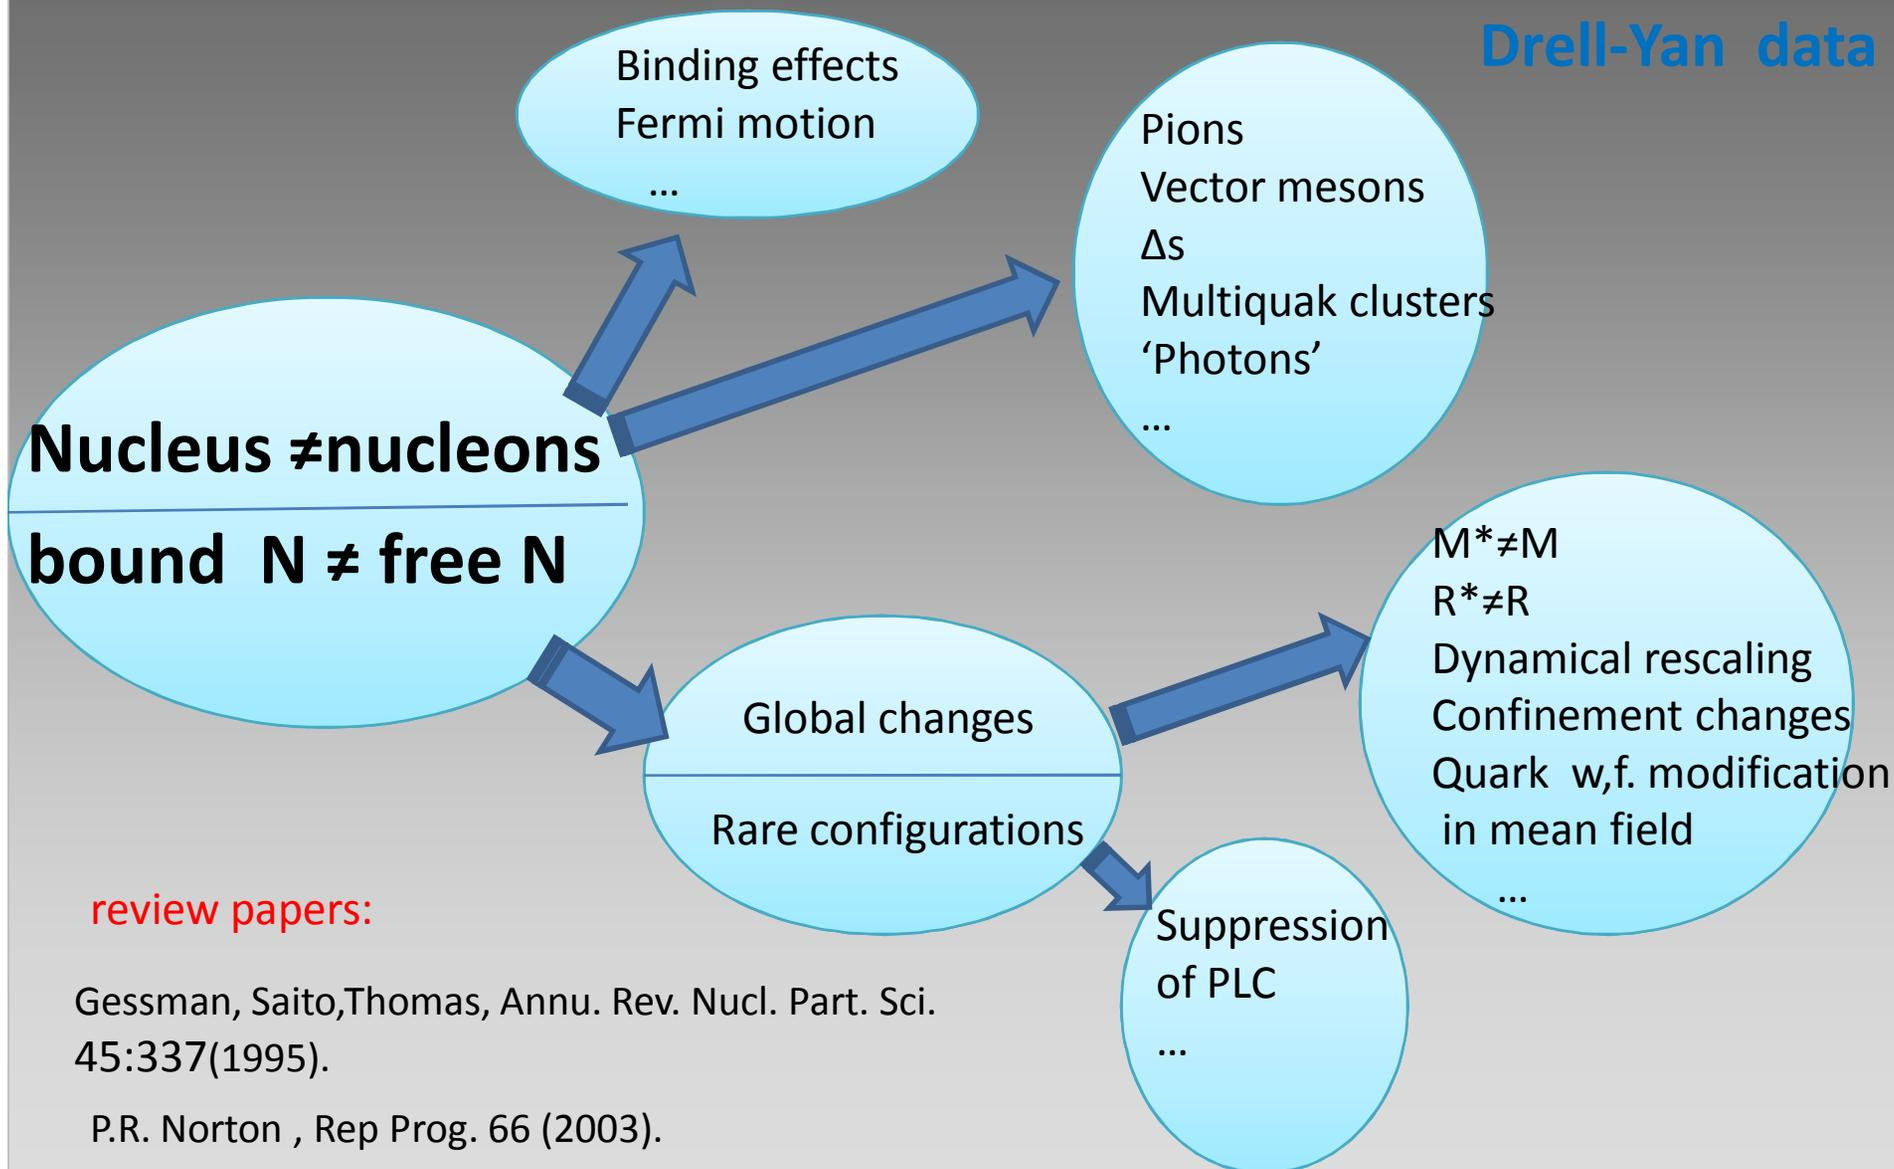 Drell-Yan data
Binding effects
Fermi motion
...
Pions
Vector mesons
Δs
Multiquak clusters
‘Photons’
...
Nucleus ≠nucleons
bound N ≠ free N
M*≠M
R*≠R
Dynamical rescaling
Confinement changes
Quark w,f. modification
in mean field
...
Global changes
Rare configurations
Suppression
of PLC
...
review papers:
Gessman, Saito,Thomas, Annu. Rev. Nucl. Part. Sci.
45:337(1995).
P.R. Norton , Rep Prog. 66 (2003).